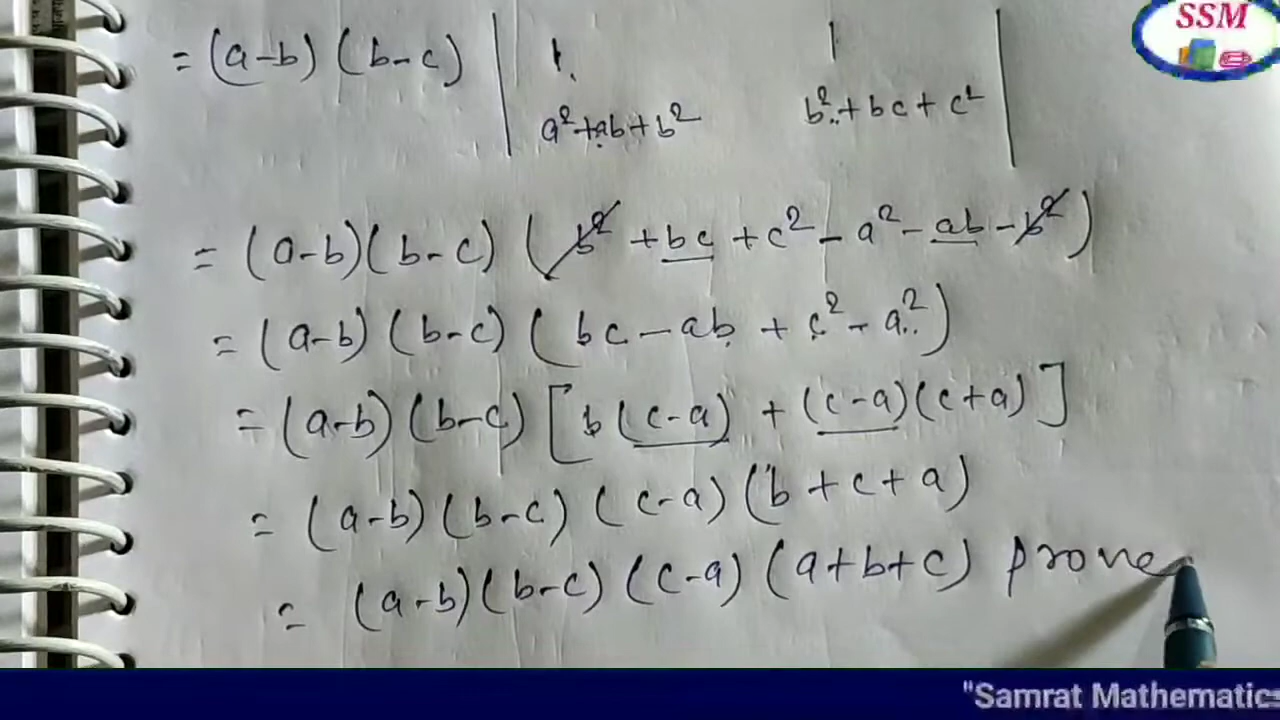 SSM
= (a-b) (b-c) | 1 1 |
a²+ab+b² b²+bc+c²
= (a-b)(b-c) (b²+bc+c²-a²-ab-b²)
= (a-b) (b-c) (bc-ab+c²-a²)
= (a-b) (b-c) [b(c-a) + (c-a)(c+a)]
= (a-b) (b-c) (c-a) (b+c+a)
= (a-b) (b-c) (c-a) (a+b+c) prove
"Samrat Mathematic